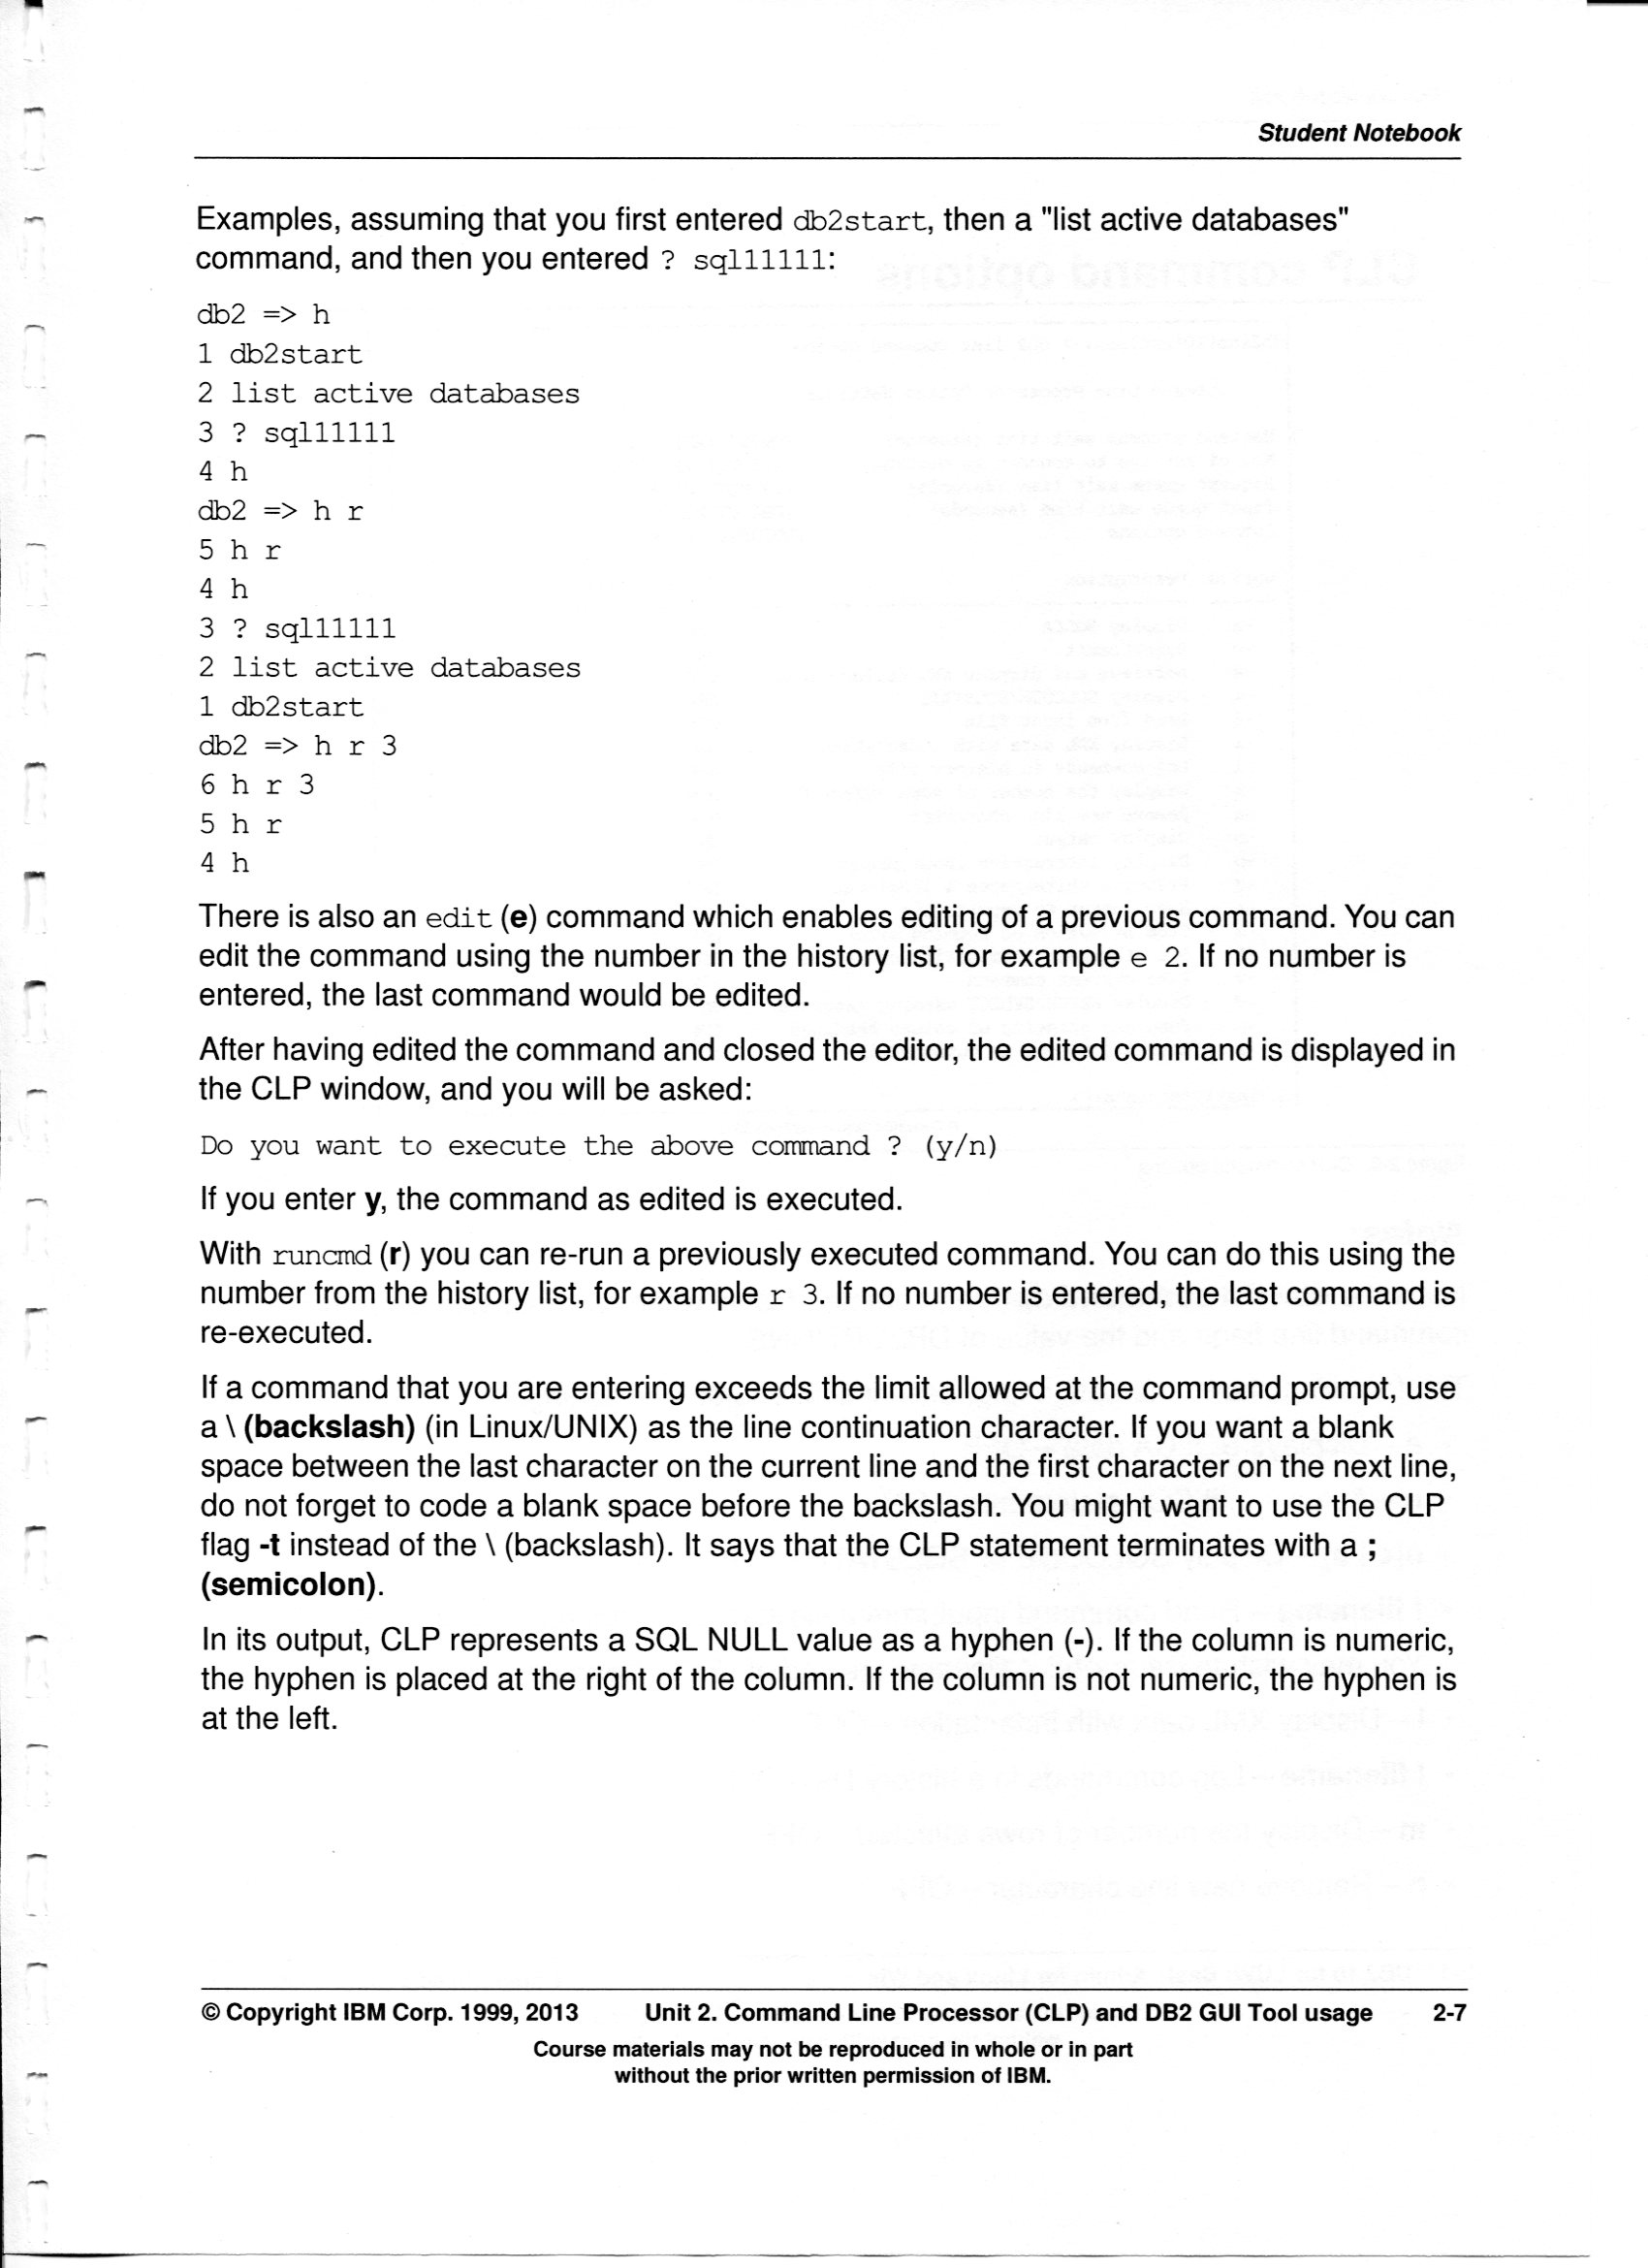 Student Notebook
Examples, assuming that you first entered db2start, then a "list active databases"
command, and then you entered ? sql11111:
db2 => h
1 db2start
2 list active databases
3 ? sql11111
4 h
db2 => h r
5 h r
4 h
3 ? sql11111
2 list active databases
1 db2start
db2 => h r 3
6 h r 3
5 h r
4 h
There is also an edit (e) command which enables editing of a previous command. You can
edit the command using the number in the history list, for example e 2. If no number is
entered, the last command would be edited.
After having edited the command and closed the editor, the edited command is displayed in
the CLP window, and you will be asked:
Do you want to execute the above command ? (y/n)
If you enter y, the command as edited is executed.
With runcmd (r) you can re-run a previously executed command. You can do this using the
number from the history list, for example r 3. If no number is entered, the last command is
re-executed.
If a command that you are entering exceeds the limit allowed at the command prompt, use
a \ (backslash) (in Linux/UNIX) as the line continuation character. If you want a blank
space between the last character on the current line and the first character on the next line,
do not forget to code a blank space before the backslash. You might want to use the CLP
flag -t instead of the \ (backslash). It says that the CLP statement terminates with a ;
(semicolon).
In its output, CLP represents a SQL NULL value as a hyphen (-). If the column is numeric,
the hyphen is placed at the right of the column. If the column is not numeric, the hyphen is
at the left.
© Copyright IBM Corp. 1999, 2013 Unit 2. Command Line Processor (CLP) and DB2 GUI Tool usage 2-7
Course materials may not be reproduced in whole or in part
without the prior written permission of IBM.